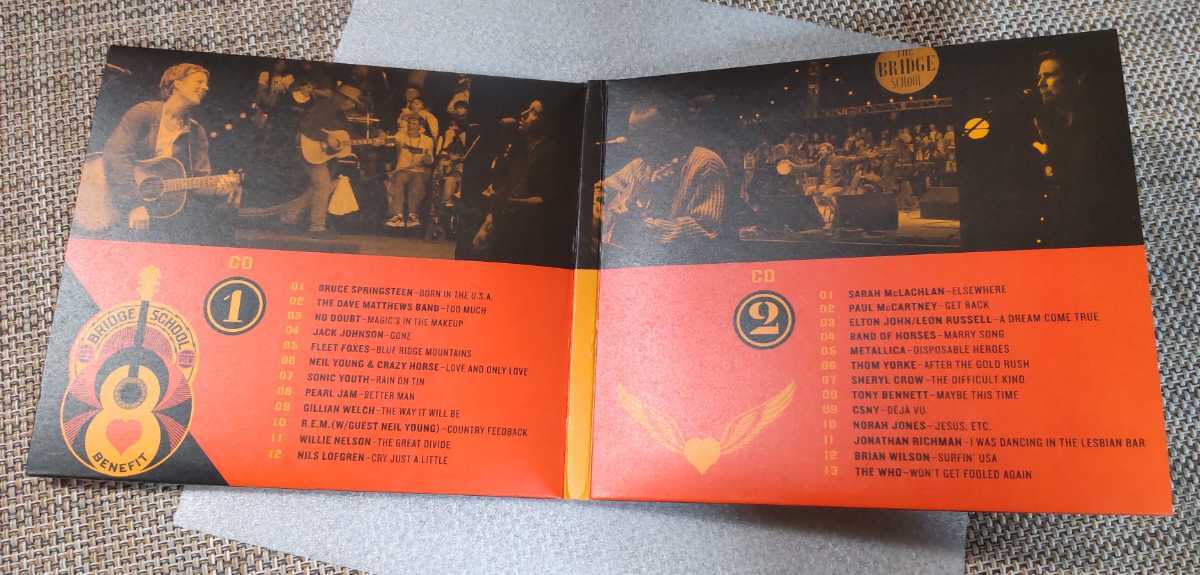 THE
BRIDGE
SCHOOL
CD
1
01 BRUCE SPRINGSTEEN–BORN IN THE U.S.A.
02 THE DAVE MATTHEWS BAND–TOO MUCH
03 NO DOUBT–MAGIC'S IN THE MAKEUP
04 JACK JOHNSON–GONE
05 FLEET FOXES–BLUE RIDGE MOUNTAINS
06 NEIL YOUNG & CRAZY HORSE–LOVE AND ONLY LOVE
07 SONIC YOUTH–RAIN ON TIN
08 PEARL JAM–BETTER MAN
09 GILLIAN WELCH–THE WAY IT WILL BE
10 R.E.M. (W/GUEST NEIL YOUNG)–COUNTRY FEEDBACK
11 WILLIE NELSON–THE GREAT DIVIDE
12 NILS LOFGREN–CRY JUST A LITTLE
BRIDGE SCHOOL
8
BENEFIT
CD
2
01 SARAH McLACHLAN–ELSEWHERE
02 PAUL McCARTNEY–GET BACK
03 ELTON JOHN/LEON RUSSELL–A DREAM COME TRUE
04 BAND OF HORSES–MARRY SONG
05 METALLICA–DISPOSABLE HEROES
06 THOM YORKE–AFTER THE GOLD RUSH
07 SHERYL CROW–THE DIFFICULT KIND
08 TONY BENNETT–MAYBE THIS TIME
09 CSNY–DÉJÀ VU
10 NORAH JONES–JESUS, ETC.
11 JONATHAN RICHMAN–I WAS DANCING IN THE LESBIAN BAR
12 BRIAN WILSON–SURFIN' USA
13 THE WHO–WON'T GET FOOLED AGAIN